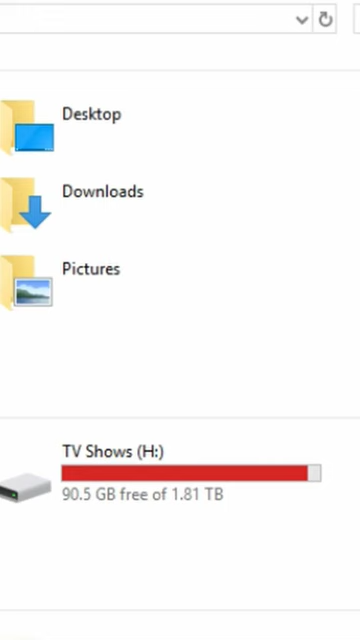 Desktop
Downloads
Pictures
TV Shows (H:)
90.5 GB free of 1.81 TB